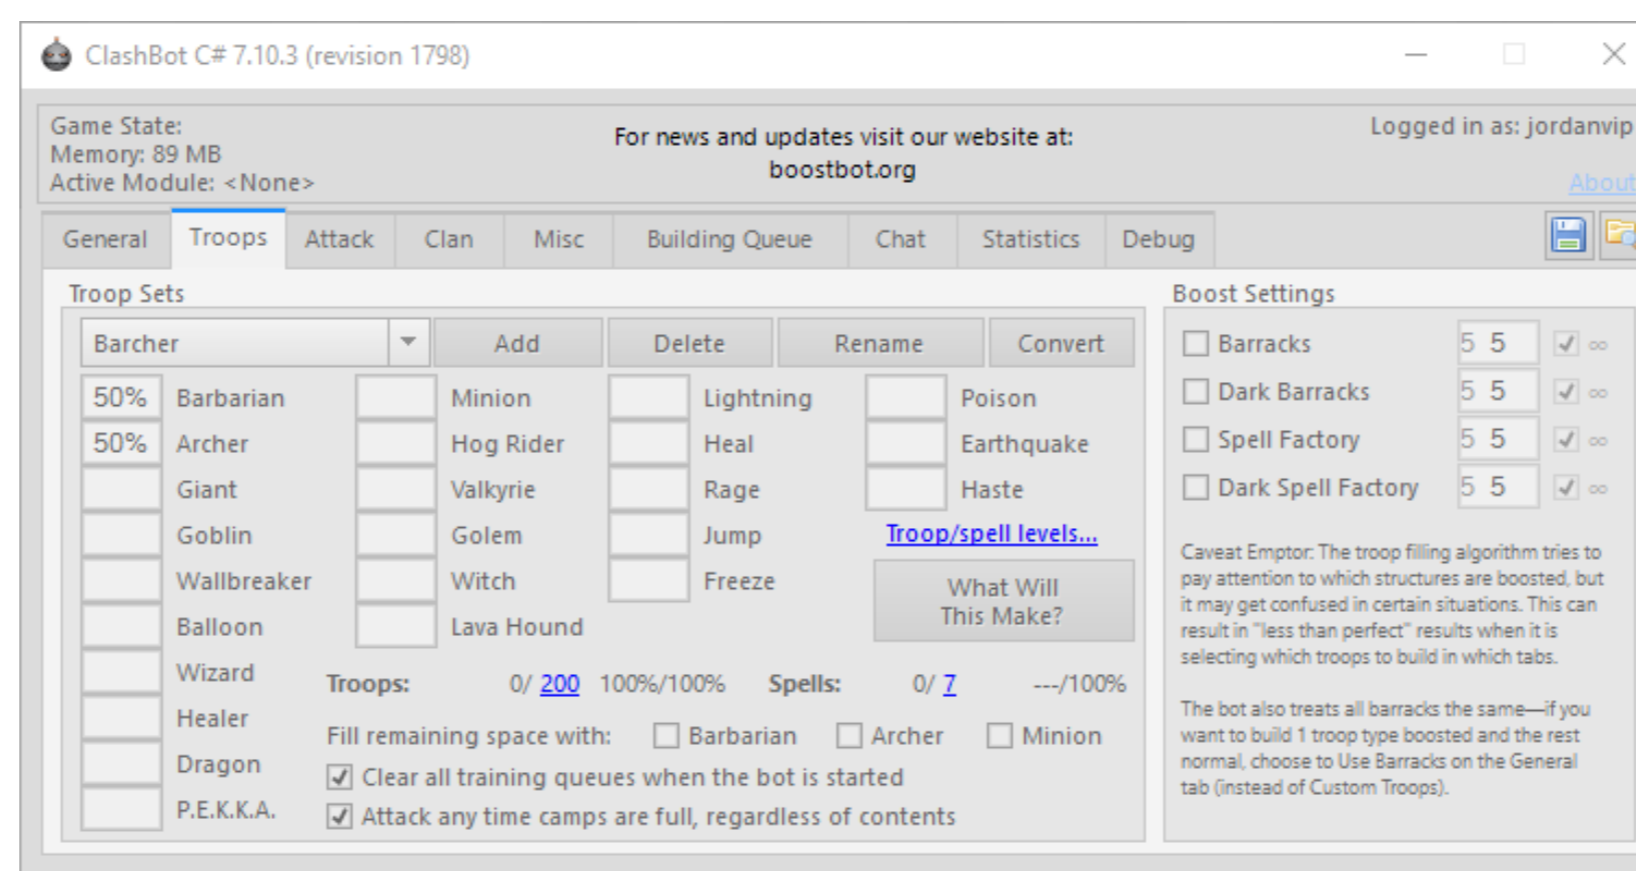 ClashBot C# 7.10.3 (revision 1798)
Game State:
Memory: 89 MB
Active Module: <None>
For news and updates visit our website at:
boostbot.org
Logged in as: jordanvip
About
General Troops Attack Clan Misc Building Queue Chat Statistics Debug
Troop Sets
Barcher Add Delete Rename Convert
50% Barbarian Minion Lightning Poison
50% Archer Hog Rider Heal Earthquake
Giant Valkyrie Rage Haste
Goblin Golem Jump Troop/spell levels...
Wallbreaker Witch Freeze What Will
This Make?
Balloon Lava Hound
Wizard
Healer
Dragon
P.E.K.K.A.
Troops: 0/ 200 100%/100% Spells: 0/ 7 ---/100%
Fill remaining space with: Barbarian Archer Minion
Clear all training queues when the bot is started
Attack any time camps are full, regardless of contents
Boost Settings
Barracks 5 5 ∞
Dark Barracks 5 5 ∞
Spell Factory 5 5 ∞
Dark Spell Factory 5 5 ∞
Caveat Emptor: The troop filling algorithm tries to
pay attention to which structures are boosted, but
it may get confused in certain situations. This can
result in "less than perfect" results when it is
selecting which troops to build in which tabs.
The bot also treats all barracks the same—if you
want to build 1 troop type boosted and the rest
normal, choose to Use Barracks on the General
tab (instead of Custom Troops).